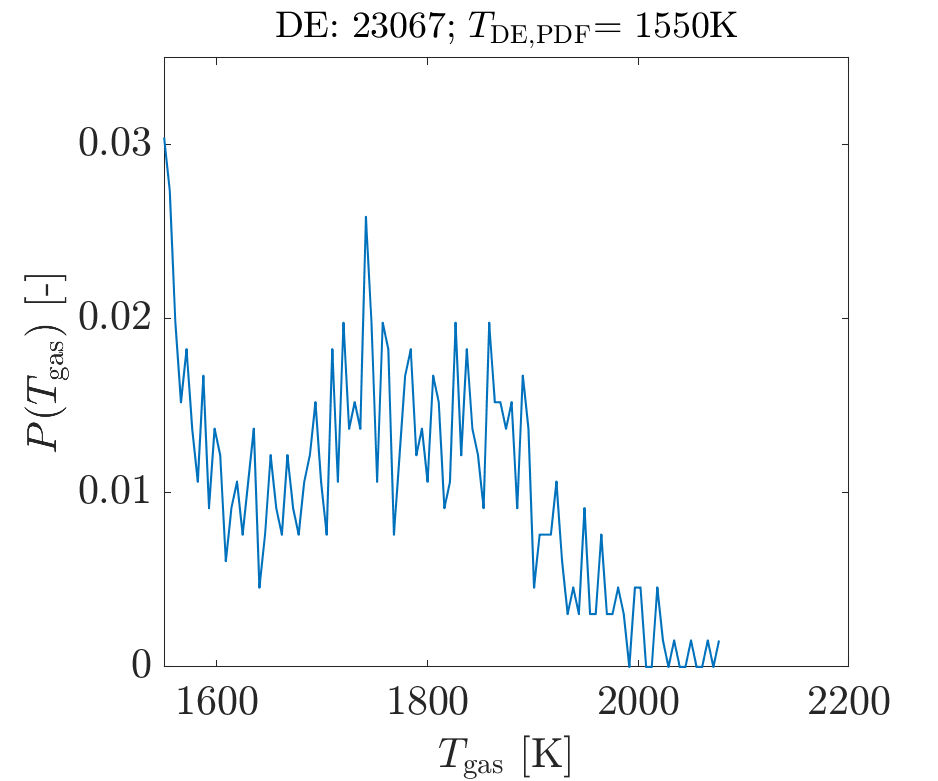 DE: 23067; T_DE,PDF= 1550K
0.03
0.02
0.01
0
P(T_gas) [-]
1600 1800 2000 2200
T_gas [K]